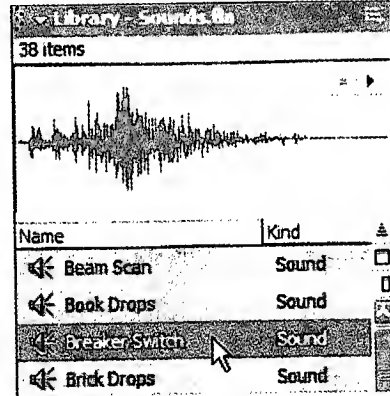 Library - Sounds.fla
38 items
Name Kind
Beam Scan Sound
Book Drops Sound
Breaker Switch Sound
Brick Drops Sound